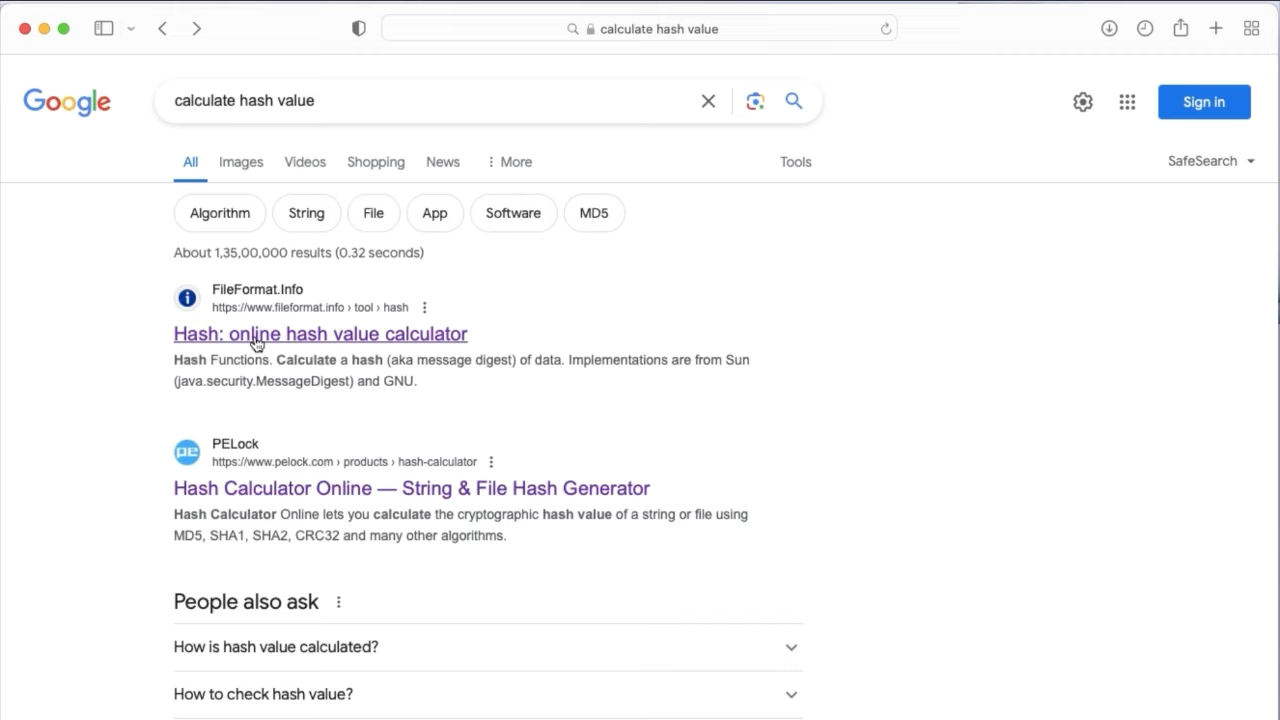 calculate hash value
Google
calculate hash value
Sign in
All Images Videos Shopping News More Tools SafeSearch
Algorithm String File App Software MD5
About 1,35,00,000 results (0.32 seconds)
FileFormat.Info
https://www.fileformat.info › tool › hash
Hash: online hash value calculator
Hash Functions. Calculate a hash (aka message digest) of data. Implementations are from Sun
(java.security.MessageDigest) and GNU.
pe
PELock
https://www.pelock.com › products › hash-calculator
Hash Calculator Online — String & File Hash Generator
Hash Calculator Online lets you calculate the cryptographic hash value of a string or file using
MD5, SHA1, SHA2, CRC32 and many other algorithms.
People also ask
How is hash value calculated?
How to check hash value?